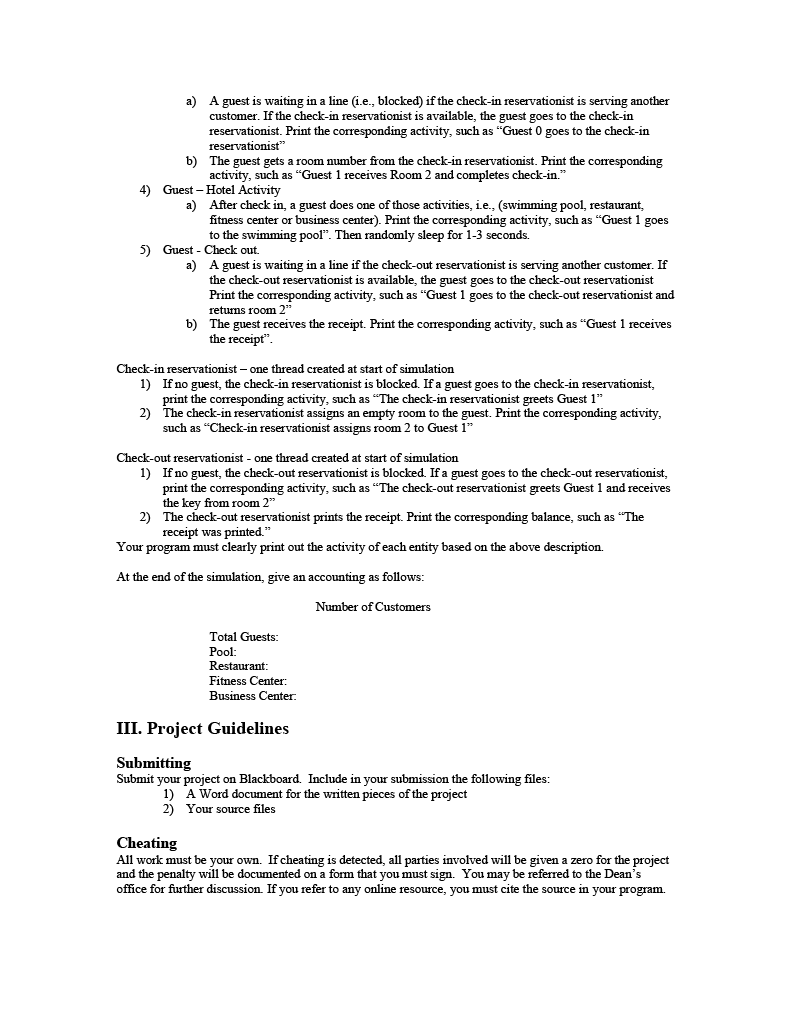 a) A guest is waiting in a line (i.e., blocked) if the check-in reservationist is serving another
customer. If the check-in reservationist is available, the guest goes to the check-in
reservationist. Print the corresponding activity, such as “Guest 0 goes to the check-in
reservationist”
b) The guest gets a room number from the check-in reservationist. Print the corresponding
activity, such as “Guest 1 receives Room 2 and completes check-in.”
4) Guest – Hotel Activity
a) After check in, a guest does one of those activities, i.e., (swimming pool, restaurant,
fitness center or business center). Print the corresponding activity, such as “Guest 1 goes
to the swimming pool”. Then randomly sleep for 1-3 seconds.
5) Guest - Check out.
a) A guest is waiting in a line if the check-out reservationist is serving another customer. If
the check-out reservationist is available, the guest goes to the check-out reservationist
Print the corresponding activity, such as “Guest 1 goes to the check-out reservationist and
returns room 2”
b) The guest receives the receipt. Print the corresponding activity, such as “Guest 1 receives
the receipt”.
Check-in reservationist – one thread created at start of simulation
1) If no guest, the check-in reservationist is blocked. If a guest goes to the check-in reservationist,
print the corresponding activity, such as “The check-in reservationist greets Guest 1”
2) The check-in reservationist assigns an empty room to the guest. Print the corresponding activity,
such as “Check-in reservationist assigns room 2 to Guest 1”
Check-out reservationist - one thread created at start of simulation
1) If no guest, the check-out reservationist is blocked. If a guest goes to the check-out reservationist,
print the corresponding activity, such as “The check-out reservationist greets Guest 1 and receives
the key from room 2”
2) The check-out reservationist prints the receipt. Print the corresponding balance, such as “The
receipt was printed.”
Your program must clearly print out the activity of each entity based on the above description.
At the end of the simulation, give an accounting as follows:
Number of Customers
Total Guests:
Pool:
Restaurant:
Fitness Center:
Business Center:
III. Project Guidelines
Submitting
Submit your project on Blackboard. Include in your submission the following files:
1) A Word document for the written pieces of the project
2) Your source files
Cheating
All work must be your own. If cheating is detected, all parties involved will be given a zero for the project
and the penalty will be documented on a form that you must sign. You may be referred to the Dean’s
office for further discussion. If you refer to any online resource, you must cite the source in your program.